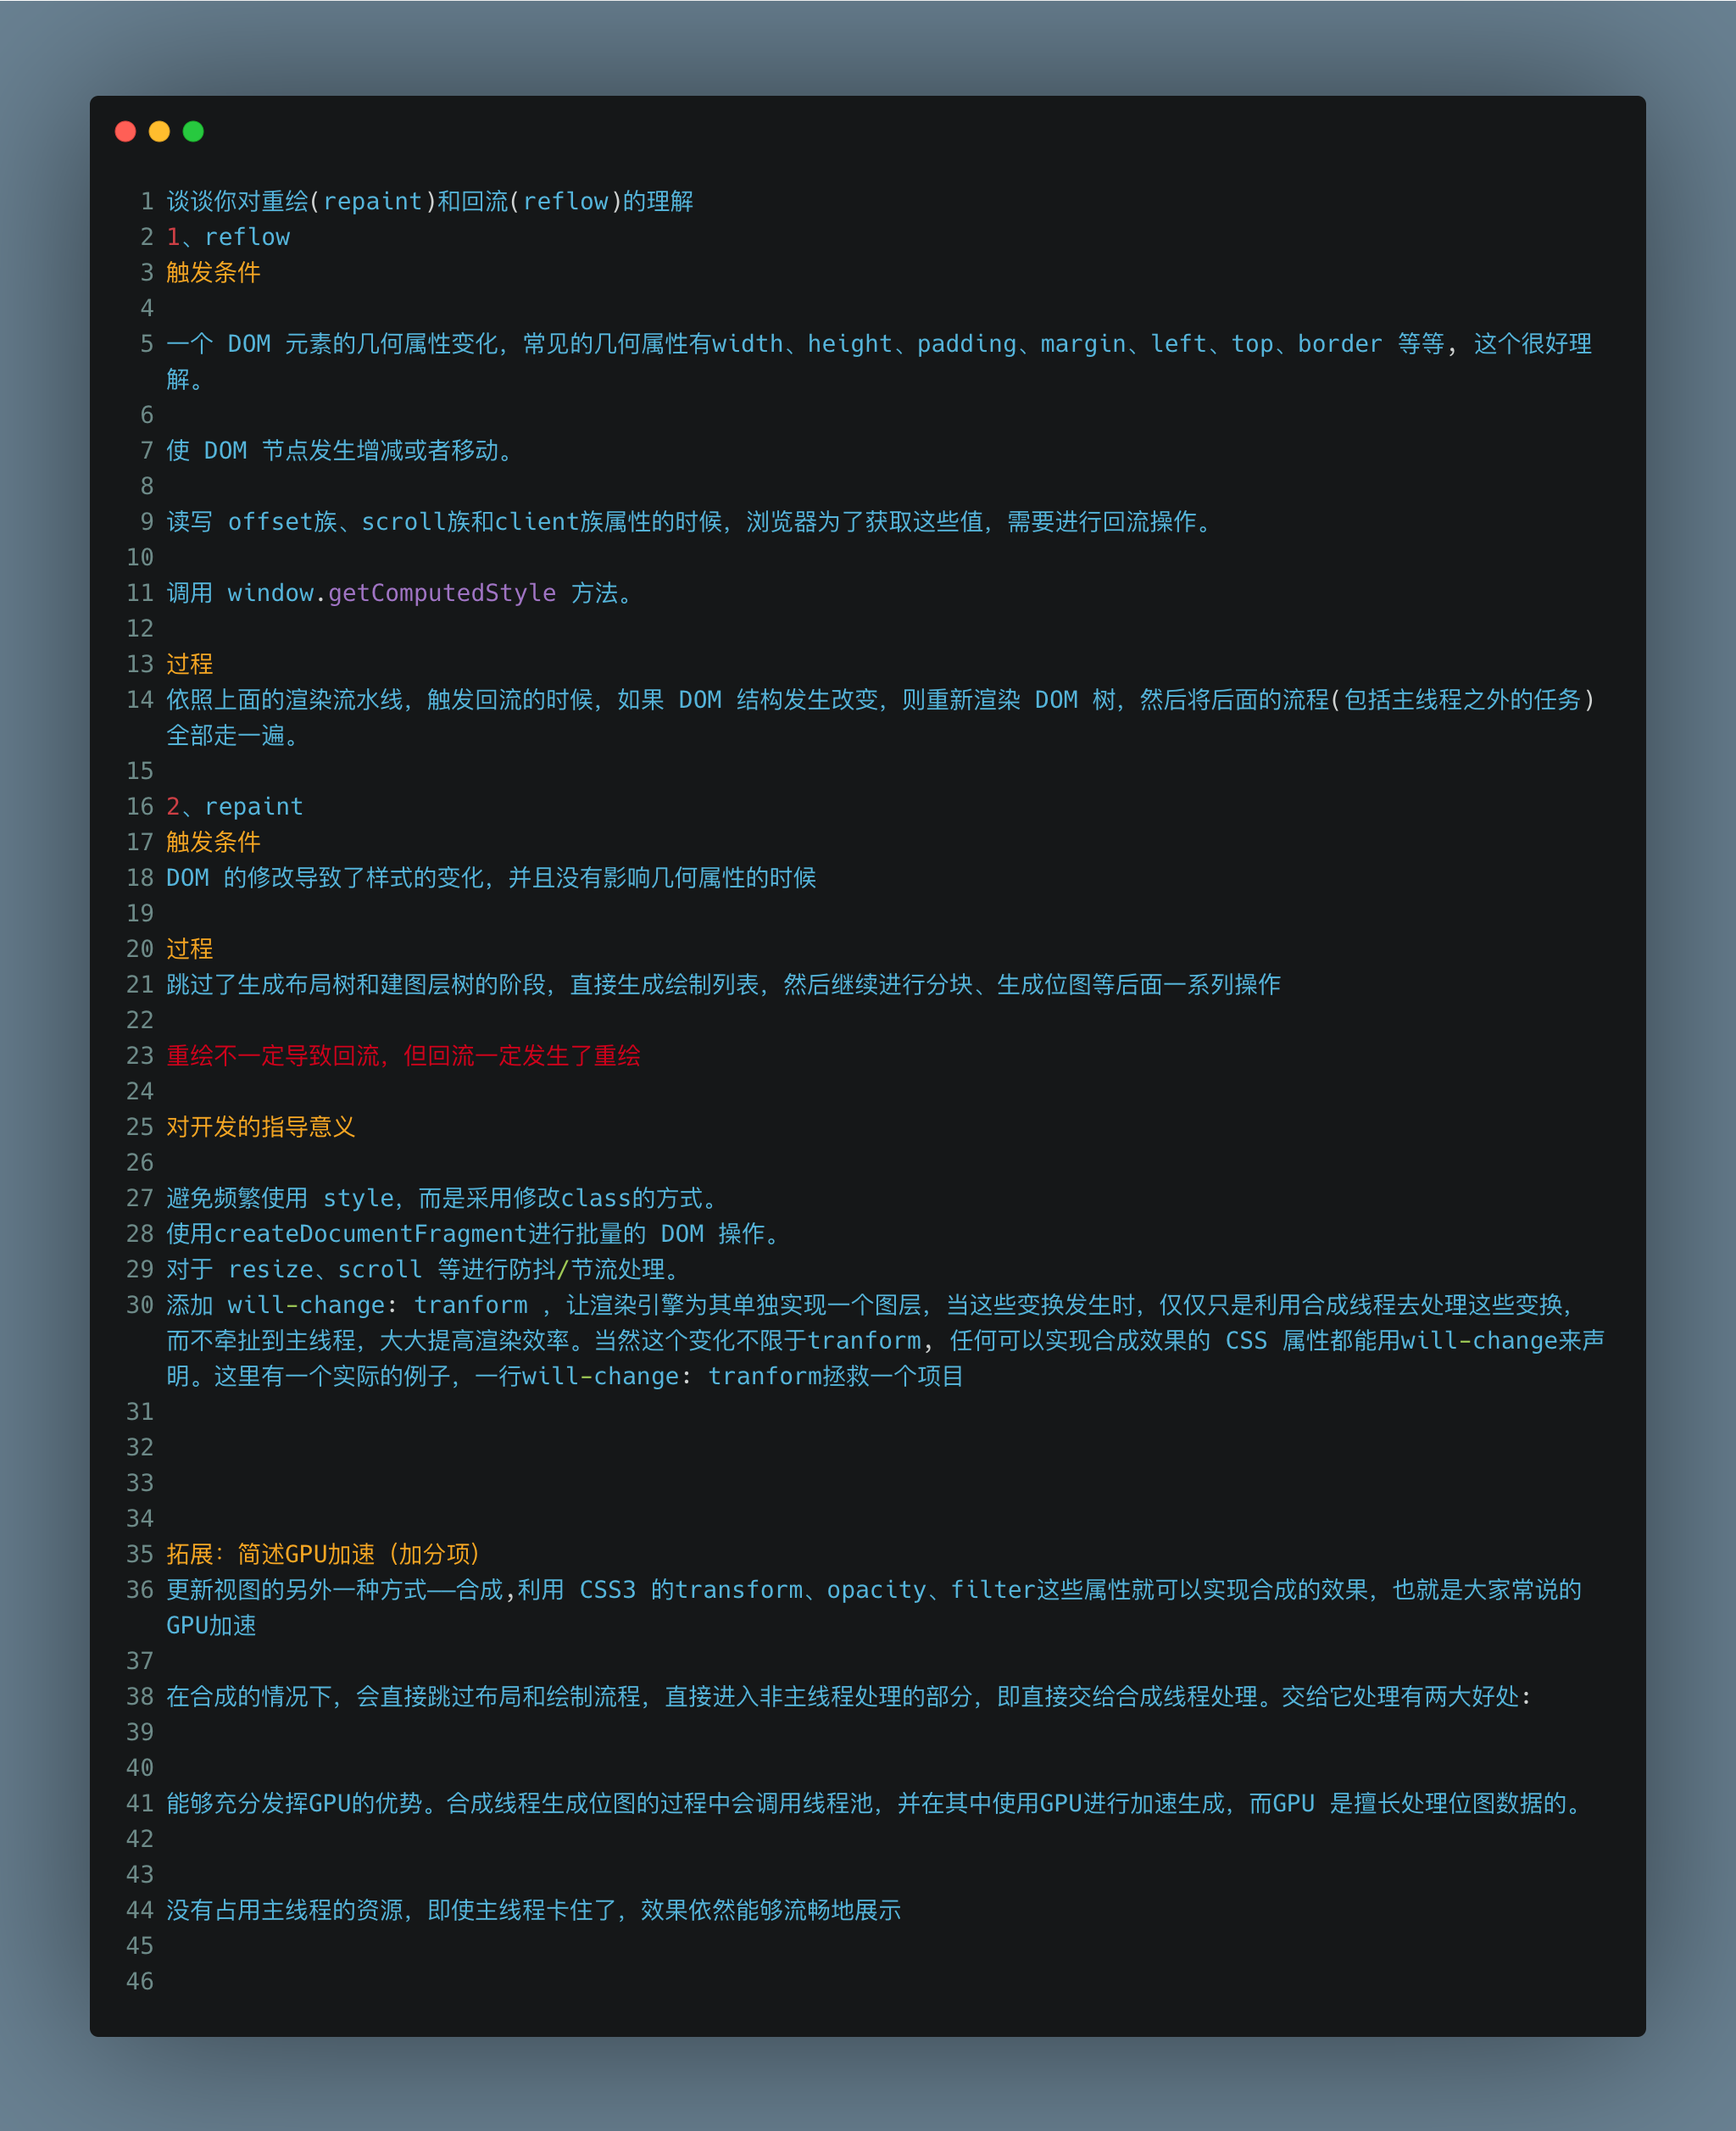 1 谈谈你对重绘(repaint)和回流(reflow)的理解
2 1、reflow
3 触发条件
4
5 一个 DOM 元素的几何属性变化，常见的几何属性有width、height、padding、margin、left、top、border 等等, 这个很好理
解。
6
7 使 DOM 节点发生增减或者移动。
8
9 读写 offset族、scroll族和client族属性的时候，浏览器为了获取这些值，需要进行回流操作。
10
11 调用 window.getComputedStyle 方法。
12
13 过程
14 依照上面的渲染流水线，触发回流的时候，如果 DOM 结构发生改变，则重新渲染 DOM 树，然后将后面的流程(包括主线程之外的任务)
全部走一遍。
15
16 2、repaint
17 触发条件
18 DOM 的修改导致了样式的变化，并且没有影响几何属性的时候
19
20 过程
21 跳过了生成布局树和建图层树的阶段，直接生成绘制列表，然后继续进行分块、生成位图等后面一系列操作
22
23 重绘不一定导致回流，但回流一定发生了重绘
24
25 对开发的指导意义
26
27 避免频繁使用 style，而是采用修改class的方式。
28 使用createDocumentFragment进行批量的 DOM 操作。
29 对于 resize、scroll 等进行防抖/节流处理。
30 添加 will-change: tranform ，让渲染引擎为其单独实现一个图层，当这些变换发生时，仅仅只是利用合成线程去处理这些变换，
而不牵扯到主线程，大大提高渲染效率。当然这个变化不限于tranform, 任何可以实现合成效果的 CSS 属性都能用will-change来声
明。这里有一个实际的例子，一行will-change: tranform拯救一个项目
31
32
33
34
35 拓展：简述GPU加速（加分项）
36 更新视图的另外一种方式——合成,利用 CSS3 的transform、opacity、filter这些属性就可以实现合成的效果，也就是大家常说的
GPU加速
37
38 在合成的情况下，会直接跳过布局和绘制流程，直接进入非主线程处理的部分，即直接交给合成线程处理。交给它处理有两大好处:
39
40
41 能够充分发挥GPU的优势。合成线程生成位图的过程中会调用线程池，并在其中使用GPU进行加速生成，而GPU 是擅长处理位图数据的。
42
43
44 没有占用主线程的资源，即使主线程卡住了，效果依然能够流畅地展示
45
46